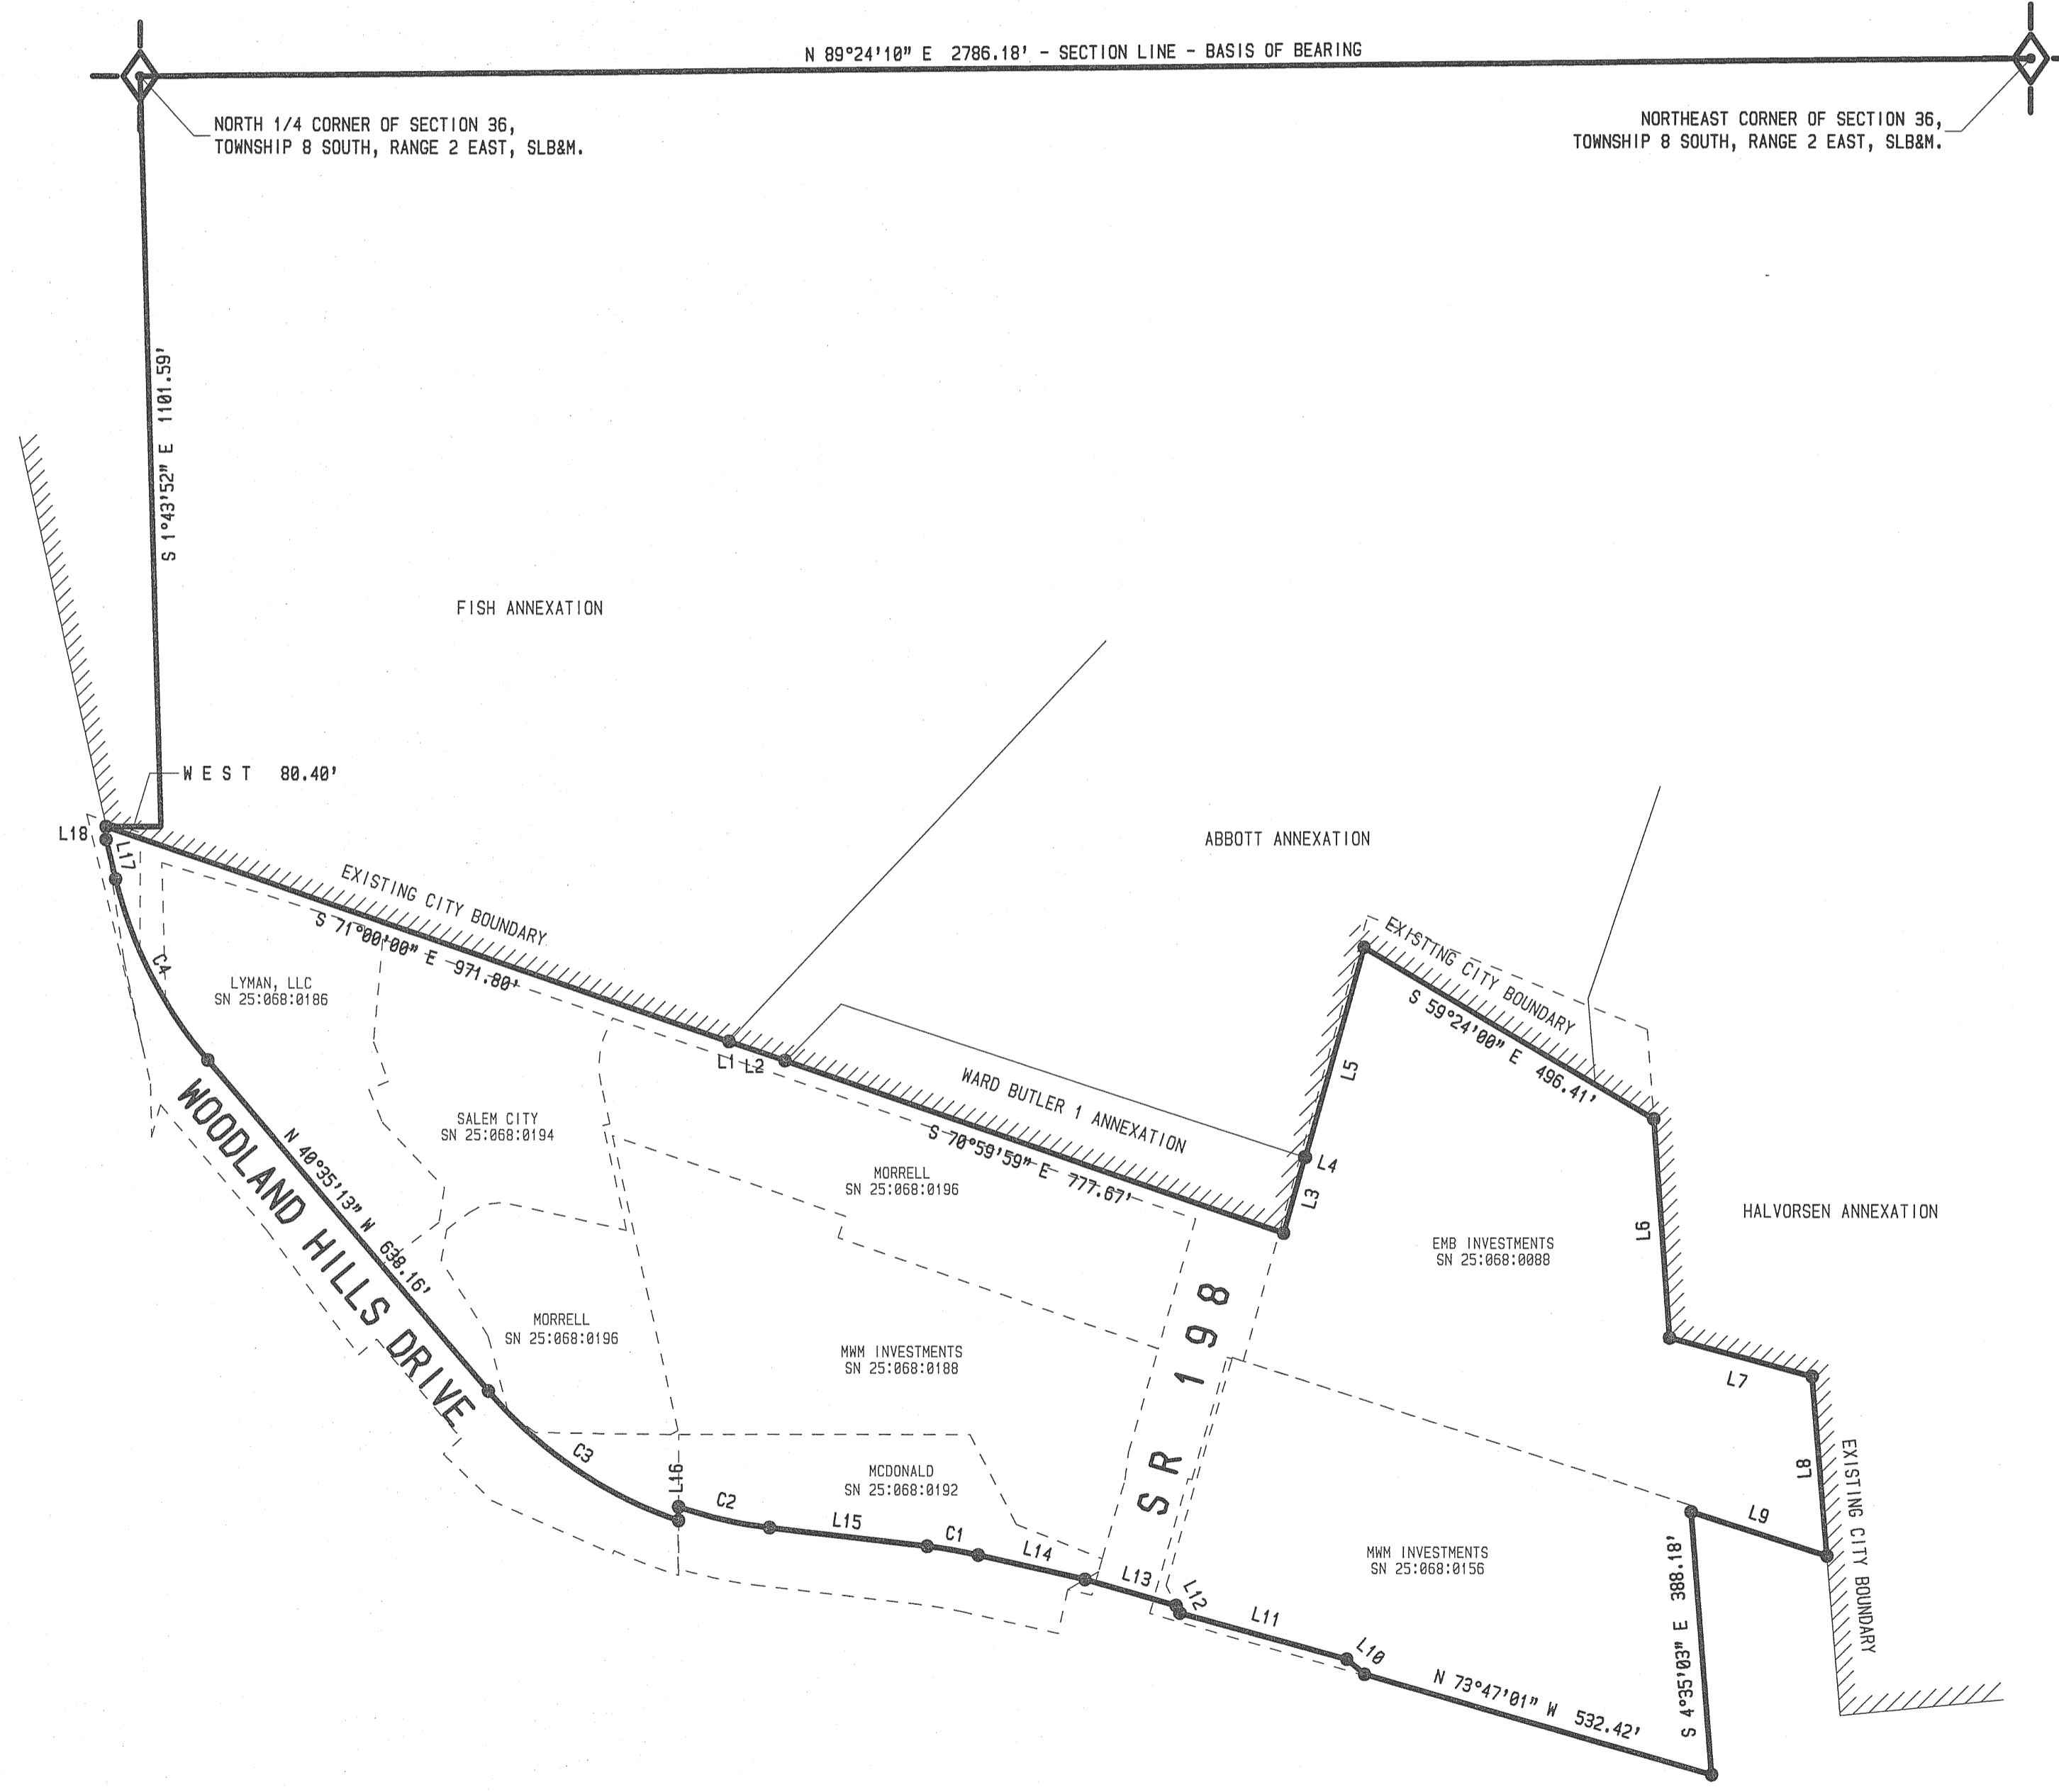 N 89°24'10" E 2786.18' - SECTION LINE - BASIS OF BEARING
NORTH 1/4 CORNER OF SECTION 36,
TOWNSHIP 8 SOUTH, RANGE 2 EAST, SLB&M.
NORTHEAST CORNER OF SECTION 36,
TOWNSHIP 8 SOUTH, RANGE 2 EAST, SLB&M.
S 1°43'52" E 1101.59'
FISH ANNEXATION
WEST 80.40'
L18
L17
ABBOTT ANNEXATION
EXISTING CITY BOUNDARY
S 71°00'00" E 971.80'
EXISTING CITY BOUNDARY
S 59°24'00" E 496.41'
C4
LYMAN, LLC
SN 25:068:0186
L1
L2
L5
WARD BUTLER 1 ANNEXATION
S 70°59'59" E 777.67'
L4
L3
SALEM CITY
SN 25:068:0194
MORRELL
SN 25:068:0196
WOODLAND HILLS DRIVE
N 40°35'13" W 638.16'
HALVORSEN ANNEXATION
L6
EMB INVESTMENTS
SN 25:068:0088
MORRELL
SN 25:068:0196
MWM INVESTMENTS
SN 25:068:0188
SR 198
L7
L8
EXISTING CITY BOUNDARY
C3
L16
MCDONALD
SN 25:068:0192
C2
L15
C1
L14
L13
L12
L11
L10
L9
MWM INVESTMENTS
SN 25:068:0156
S 4°35'03" E 388.18'
N 73°47'01" W 532.42'